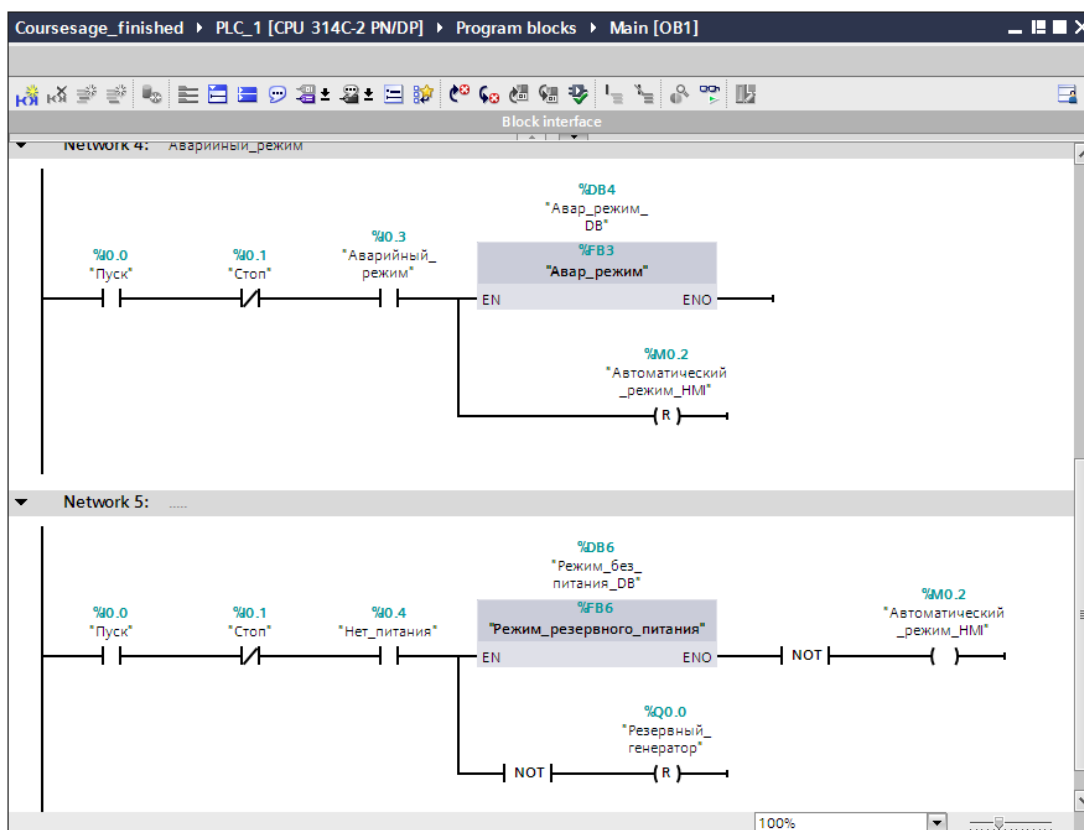 Coursesage_finished ▸ PLC_1 [CPU 314C-2 PN/DP] ▸ Program blocks ▸ Main [OB1]
Block interface
Network 4: Аварийный_режим
%DB4
"Авар_режим_
DB"
%I0.0
"Пуск"
%I0.1
"Стоп"
%I0.3
"Аварийный_
режим"
%FB3
"Авар_режим"
EN
ENO
%M0.2
"Автоматический
_режим_HMI"
R
Network 5: .....
%DB6
"Режим_без_
питания_DB"
%I0.0
"Пуск"
%I0.1
"Стоп"
%I0.4
"Нет_питания"
%FB6
"Режим_резервного_питания"
EN
ENO
NOT
%M0.2
"Автоматический
_режим_HMI"
%Q0.0
"Резервный_
генератор"
NOT
R
100%